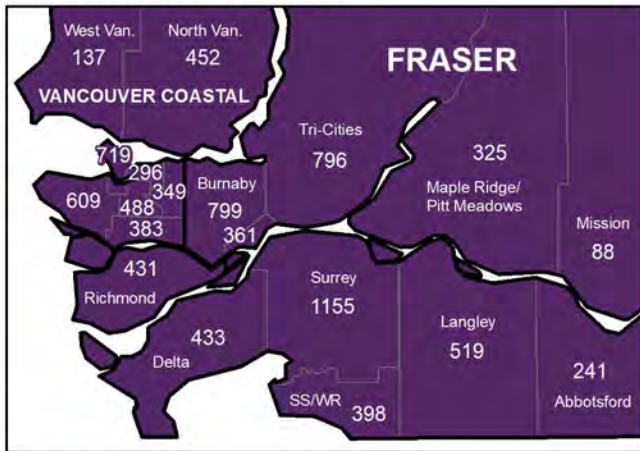 West Van.
137
North Van.
452
VANCOUVER COASTAL
FRASER
Tri-Cities
796
325
Maple Ridge/
Pitt Meadows
Mission
88
719
296
349
609
488
383
Burnaby
799
361
431
Richmond
433
Delta
Surrey
1155
SS/WR
398
Langley
519
241
Abbotsford